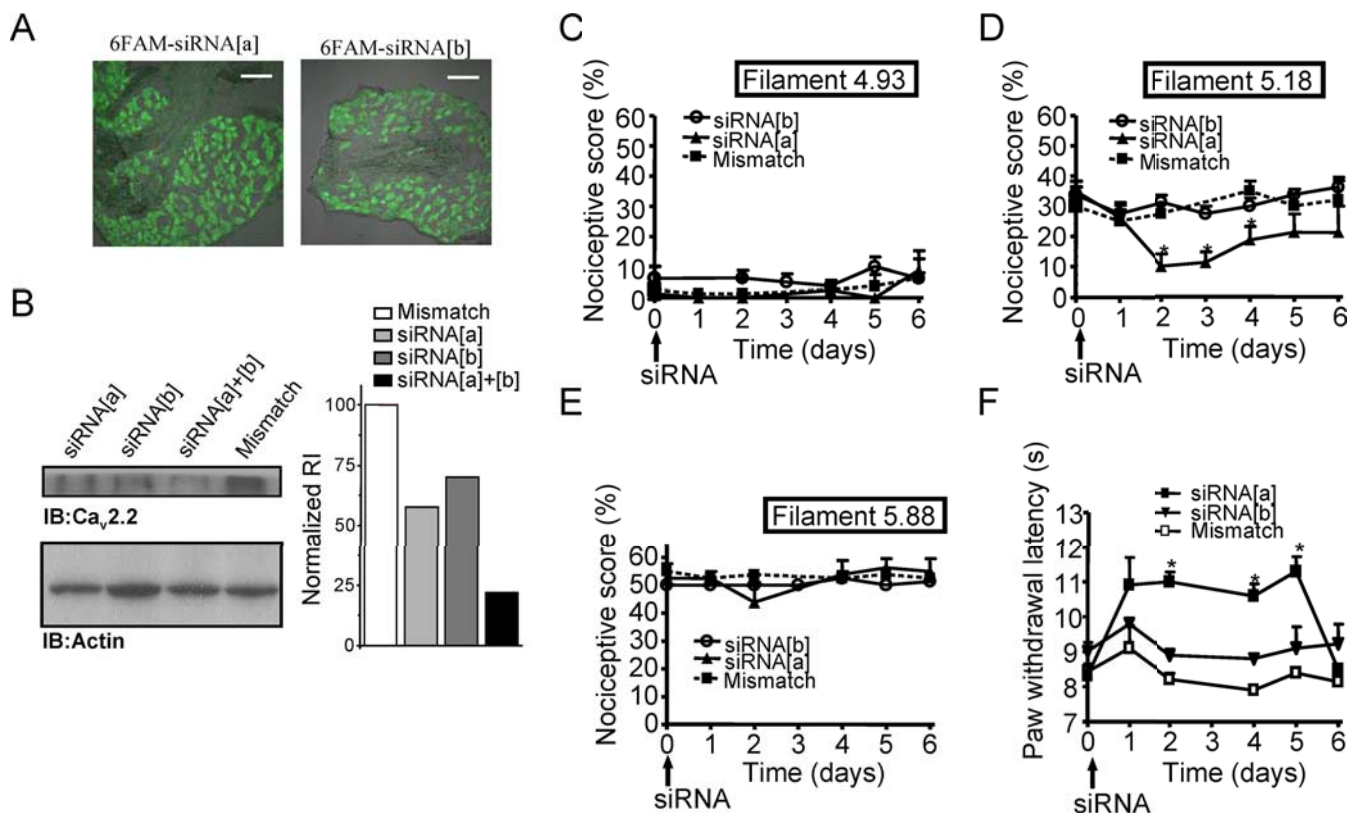 A
6FAM-siRNA[a]
6FAM-siRNA[b]
B
siRNA[a]
siRNA[b]
siRNA[a]+[b]
Mismatch
IB:Cav2.2
IB:Actin
Mismatch
siRNA[a]
siRNA[b]
siRNA[a]+[b]
Normalized RI
100
75
50
25
0
C
Filament 4.93
siRNA[b]
siRNA[a]
Mismatch
Nociceptive score (%)
60
50
40
30
20
10
0
0 1 2 3 4 5 6
Time (days)
siRNA
D
Filament 5.18
siRNA[b]
siRNA[a]
Mismatch
Nociceptive score (%)
60
50
40
30
20
10
0
* * *
0 1 2 3 4 5 6
Time (days)
siRNA
E
Filament 5.88
Nociceptive score (%)
60
50
40
30
20
10
0
siRNA[b]
siRNA[a]
Mismatch
0 1 2 3 4 5 6
Time (days)
siRNA
F
siRNA[a]
siRNA[b]
Mismatch
Paw withdrawal latency (s)
13
12
11
10
9
8
7
* * *
0 1 2 3 4 5 6
Time (days)
siRNA